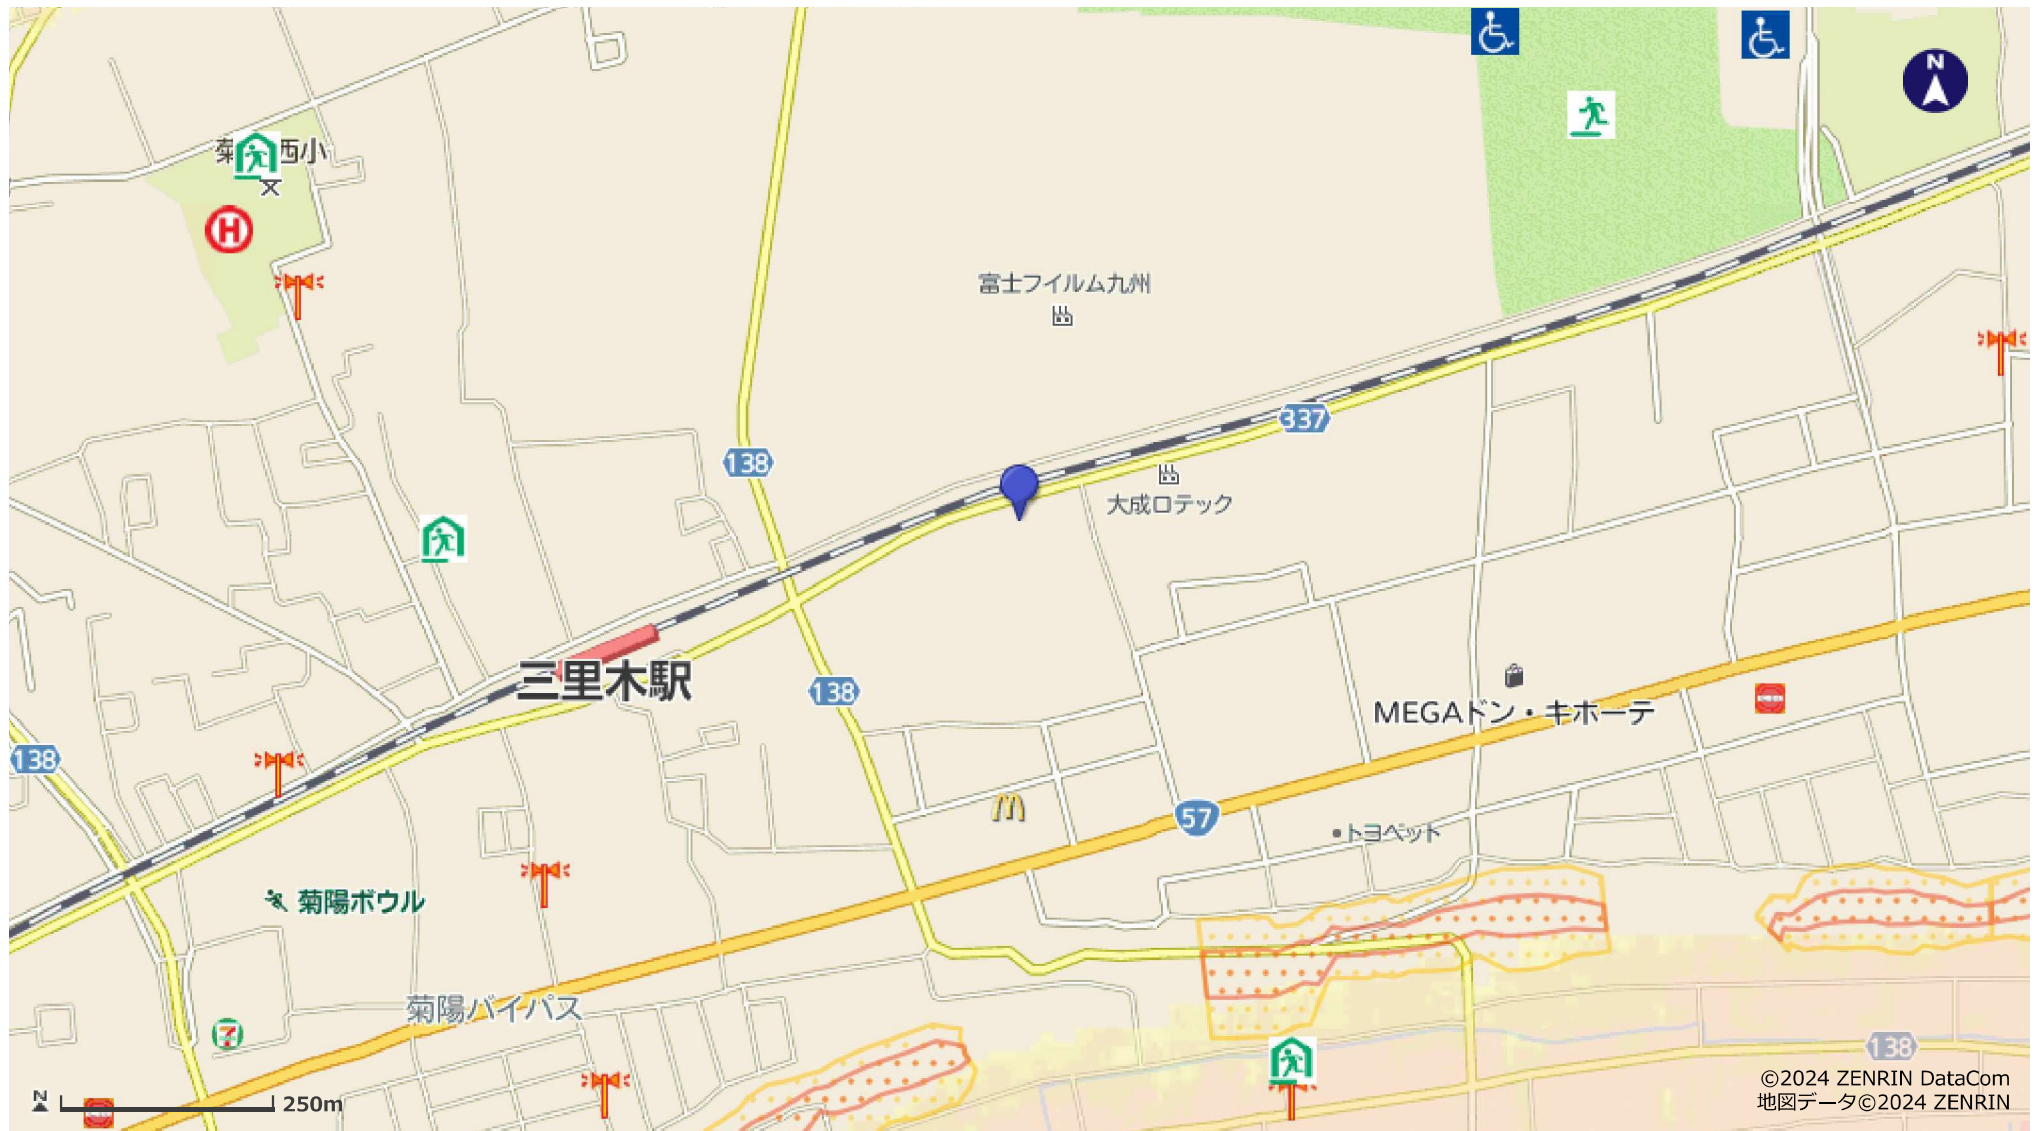 N
菊
西小
H
富士フイルム九州
337
138
大成ロテック
三里木駅
138
MEGAドン・キホーテ
138
57
トヨペット
菊陽ボウル
菊陽バイパス
7
138
©2024 ZENRIN DataCom
N
250m
地図データ©2024 ZENRIN